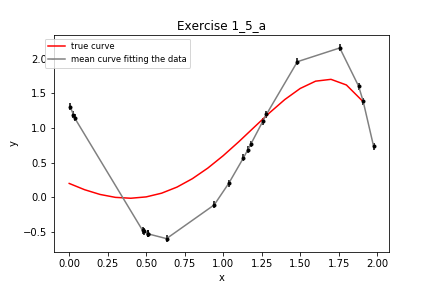 Exercise 1_5_a
true curve
mean curve fitting the data
y
2.0
1.5
1.0
0.5
0.0
−0.5
0.00 0.25 0.50 0.75 1.00 1.25 1.50 1.75 2.00
x